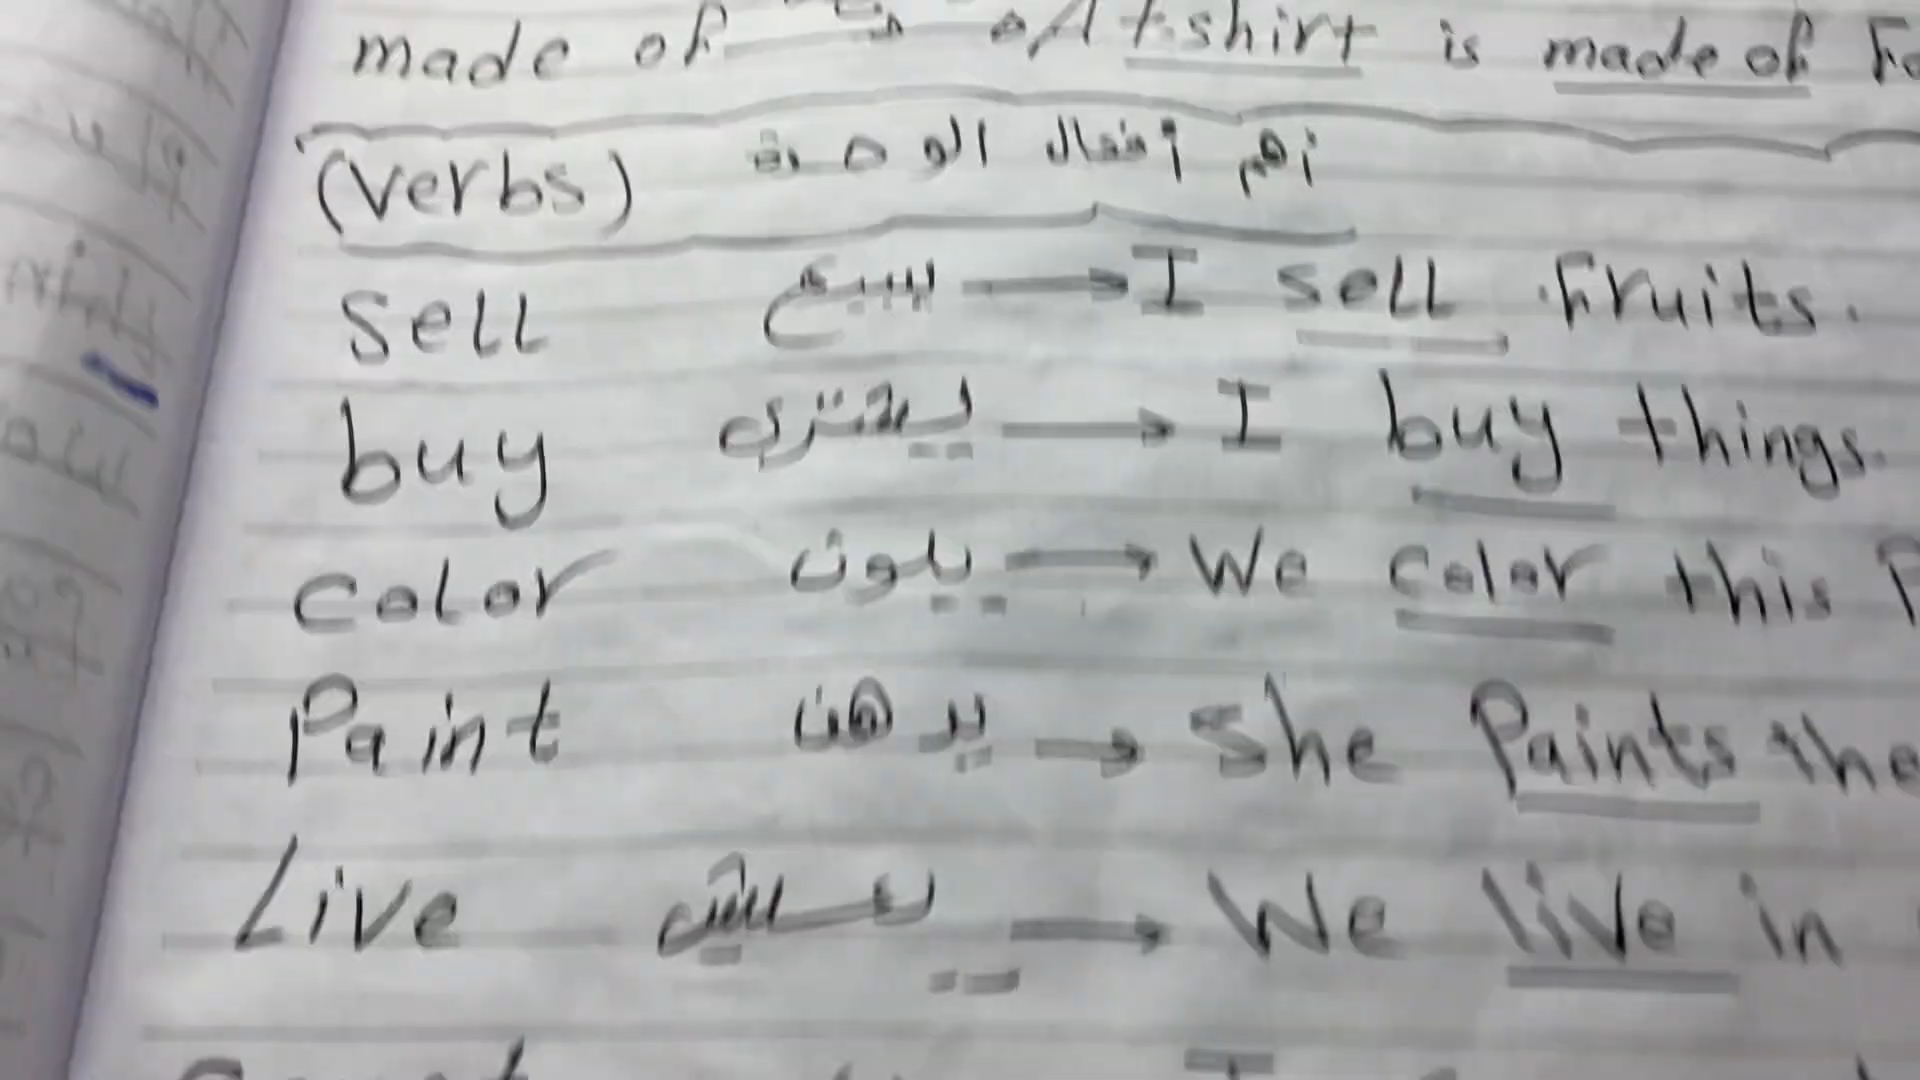 made of A t-shirt is made of
(Verbs) أهم أفعال الوحدة
Sell يبيع → I sell Fruits.
buy يشتري → I buy things.
Color يلون → We Color this
Paint يدهن → She Paints the
Live يعيش → We live in